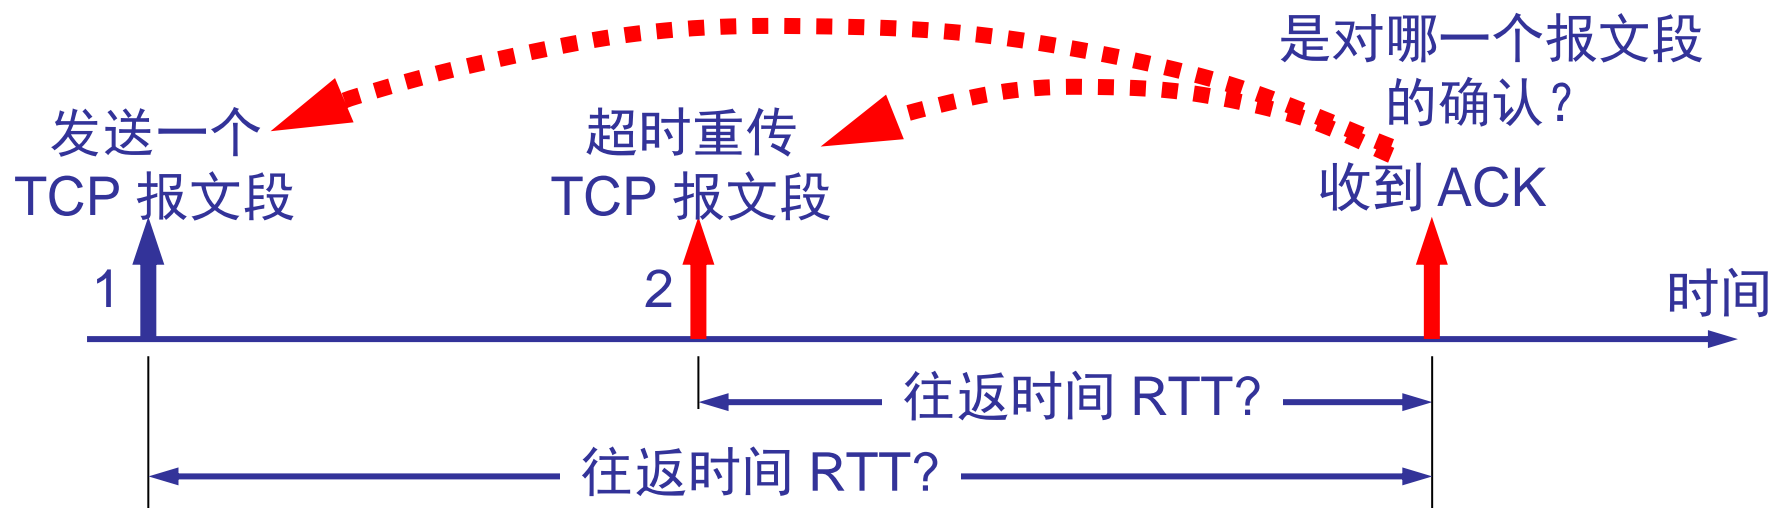 是对哪一个报文段
的确认?
发送一个
TCP 报文段
超时重传
TCP 报文段
收到 ACK
1
2
时间
往返时间 RTT?
往返时间 RTT?